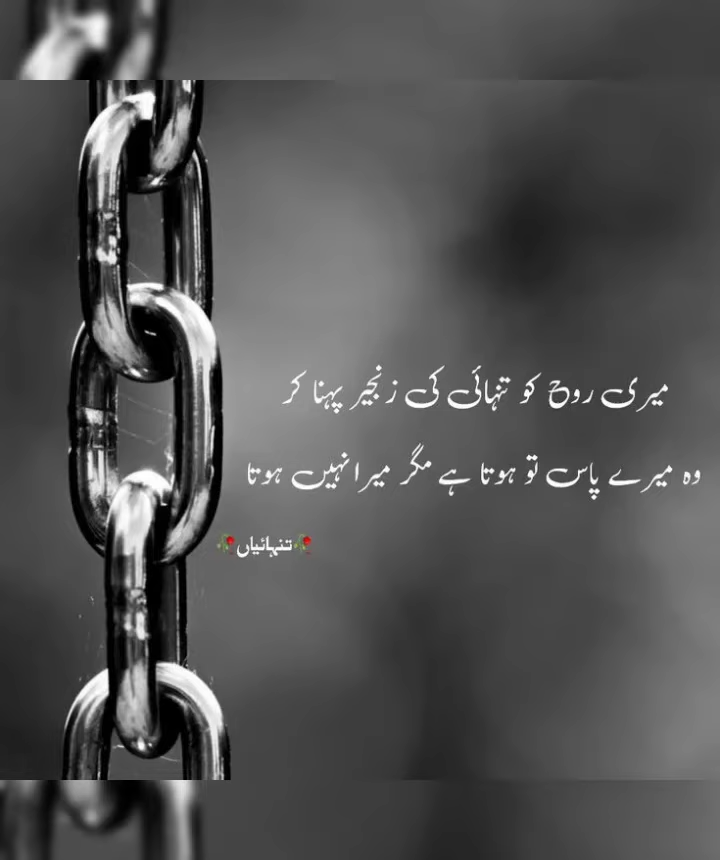 میری روح کو تنہائی کی زنجیر پہنا کر
وہ میرے پاس تو ہوتا ہے مگر میرا نہیں ہوتا
🥀تنہائیاں🥀